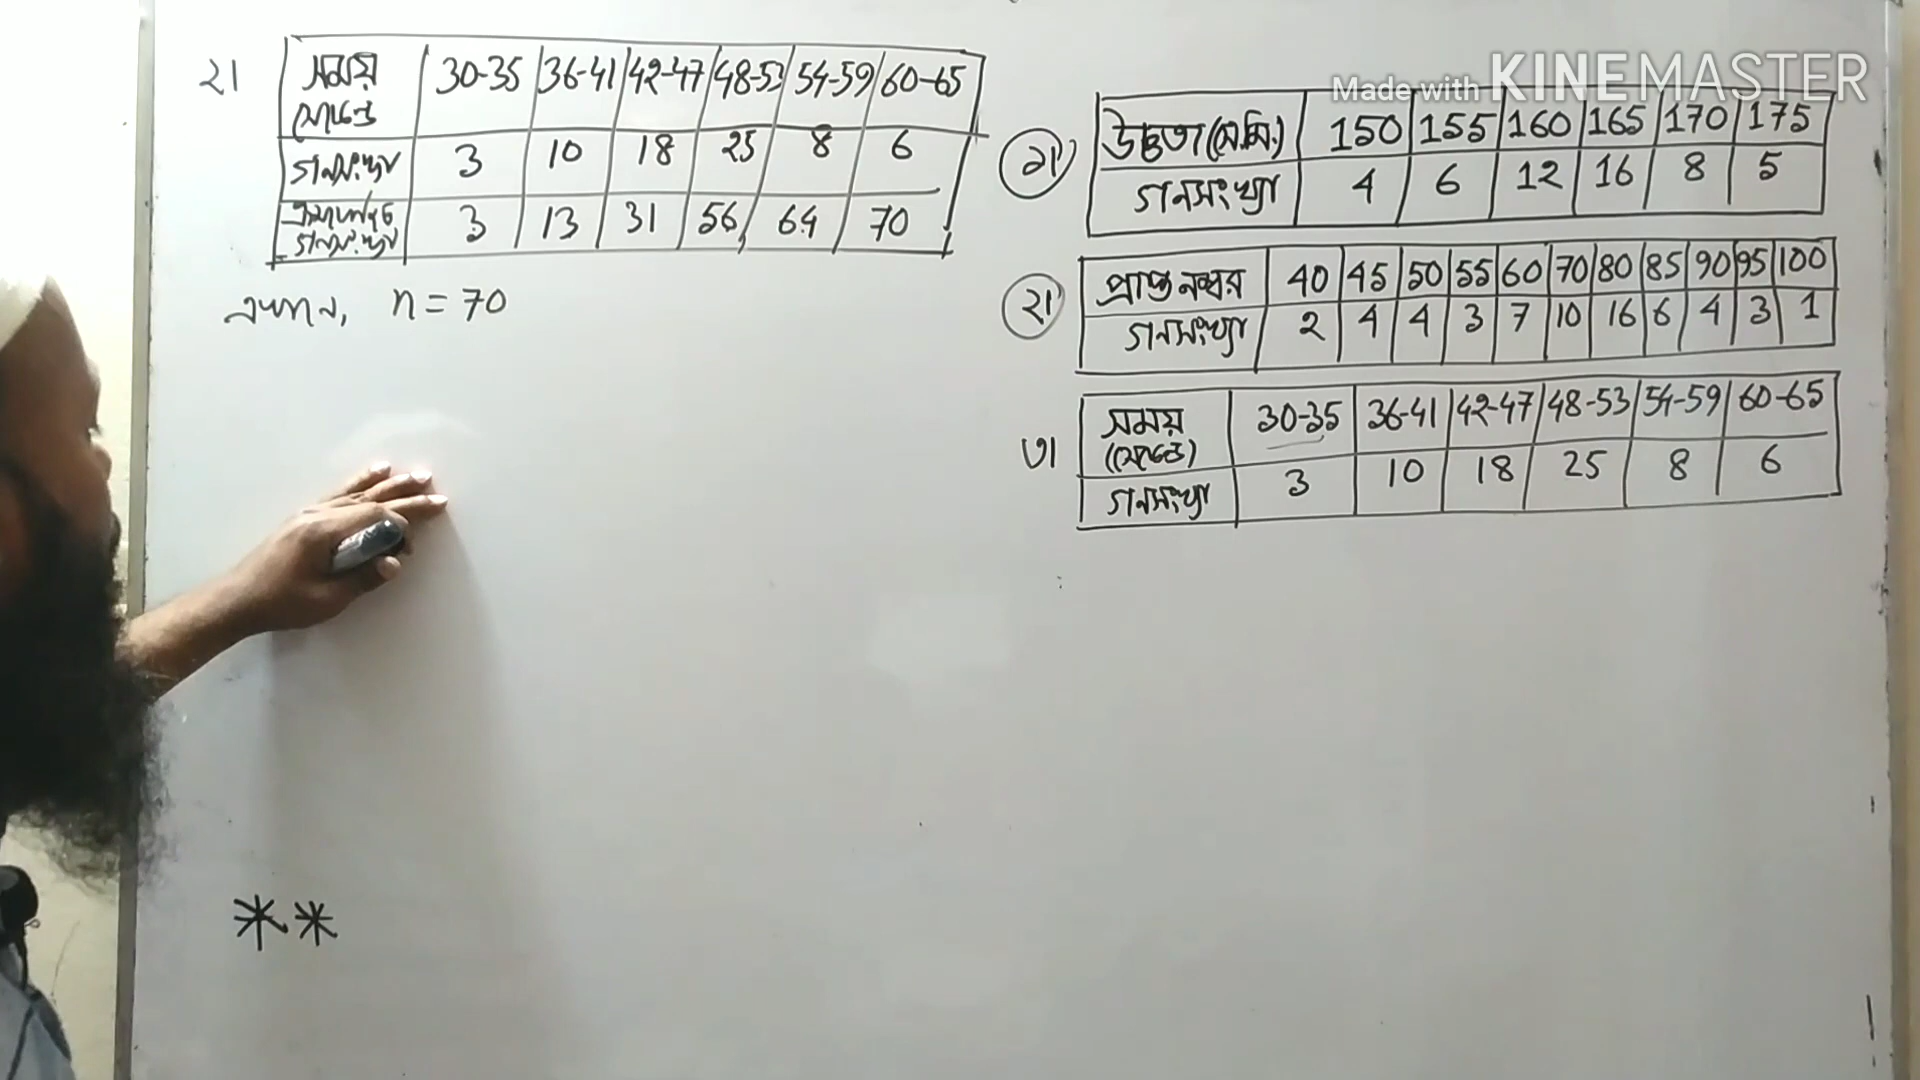 ২।
সময় সেকেন্ডে 30-35 36-41 42-47 48-53 54-59 60-65
গনসংখ্যা 3 10 18 25 8 6
ক্রমযোজিত গনসংখ্যা 3 13 31 56 64 70
এখানে, n = 70
**
Made with KINEMASTER
১।
উচ্চতা (সে.মি.) 150 155 160 165 170 175
গনসংখ্যা 4 6 12 16 8 5
২।
প্রাপ্ত নম্বর 40 45 50 55 60 70 80 85 90 95 100
গনসংখ্যা 2 4 4 3 7 10 16 6 4 3 1
৩।
সময় (সেকেন্ডে) 30-35 36-41 42-47 48-53 54-59 60-65
গনসংখ্যা 3 10 18 25 8 6